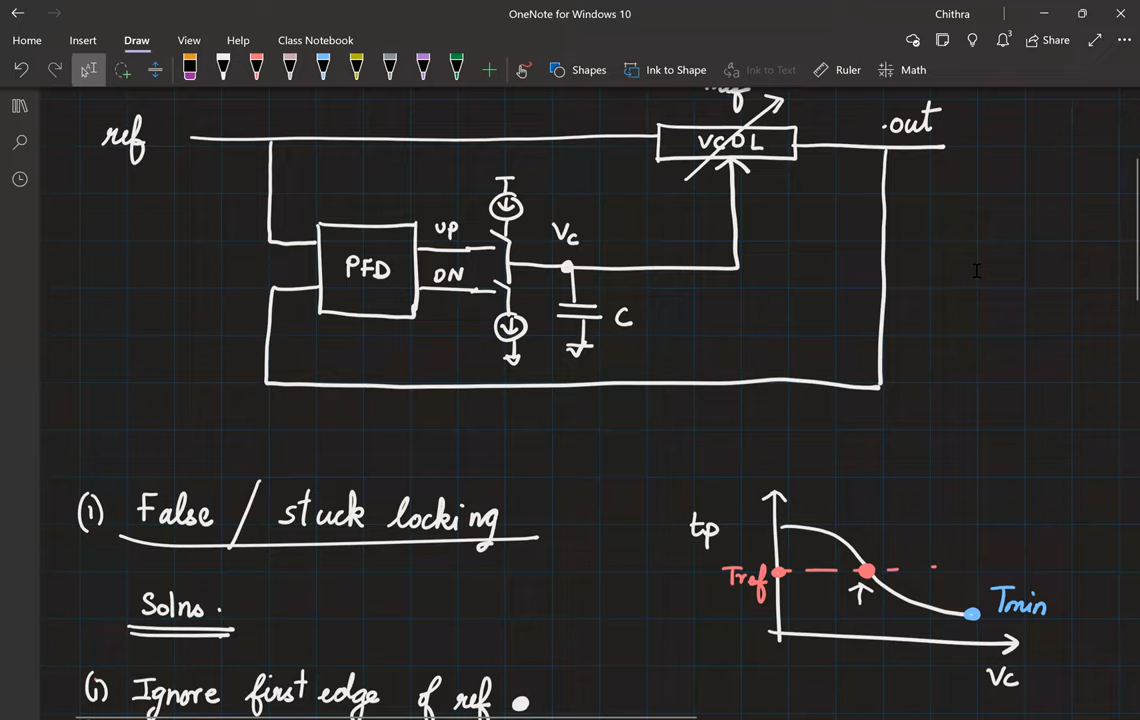 OneNote for Windows 10
Chithra
Home Insert Draw View Help Class Notebook
3
Share
Shapes Ink to Shape Ink to Text Ruler Math
ref
VCDL
.out
PFD
UP
DN
Vc
C
(i) False / stuck locking
tp
Tref
Tmin
Vc
Solns.
(i) Ignore first edge of ref